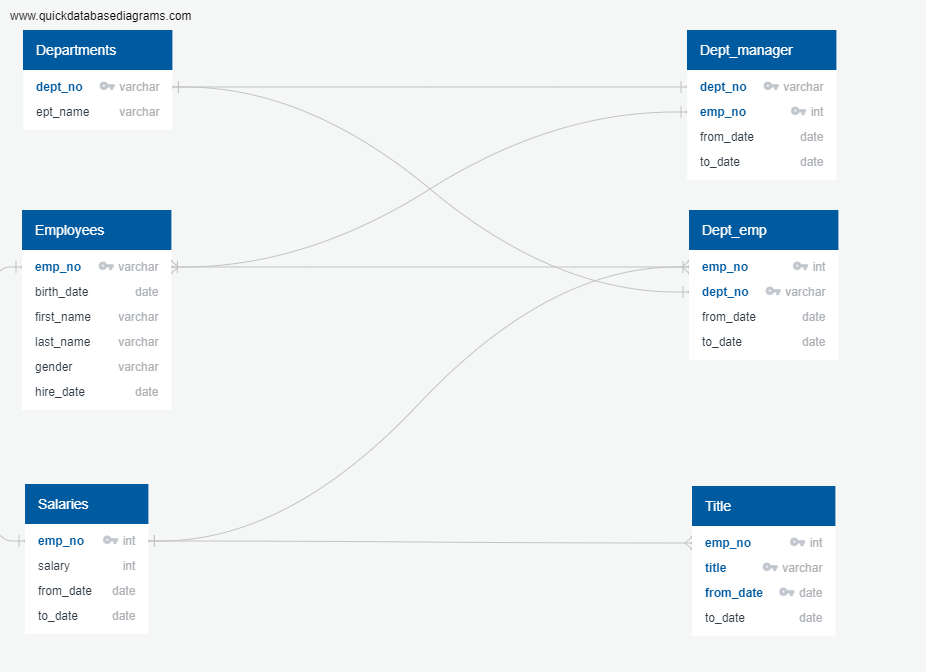 www.quickdatabasediagrams.com
Departments
dept_no varchar
ept_name varchar
Dept_manager
dept_no varchar
emp_no int
from_date date
to_date date
Employees
emp_no varchar
birth_date date
first_name varchar
last_name varchar
gender varchar
hire_date date
Dept_emp
emp_no int
dept_no varchar
from_date date
to_date date
Salaries
emp_no int
salary int
from_date date
to_date date
Title
emp_no int
title varchar
from_date date
to_date date